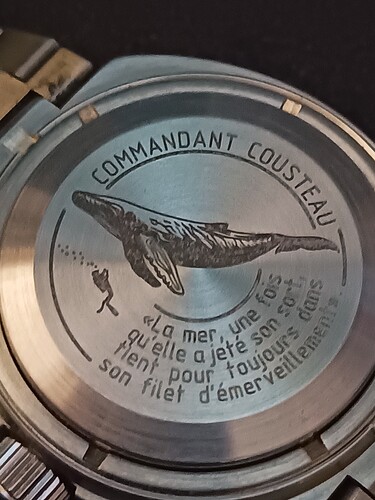 COMMANDANT COUSTEAU
«La mer, une fois
qu'elle a jeté son sort,
tient pour toujours dans
son filet d'émerveillement».